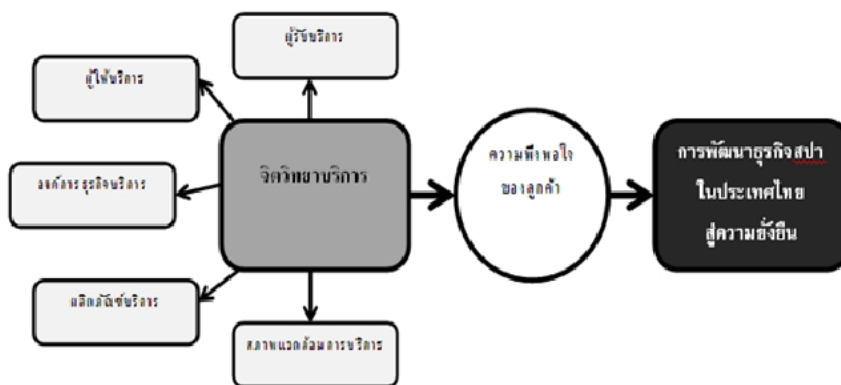 ผู้รับบริการ
ผู้ให้บริการ
องค์การธุรกิจบริการ
ผลิตภัณฑ์บริการ
สภาพแวดล้อมการบริการ
จิตวิทยาบริการ
ความพึงพอใจ
ของลูกค้า
การพัฒนาธุรกิจสปา
ในประเทศไทย
สู่ความยั่งยืน